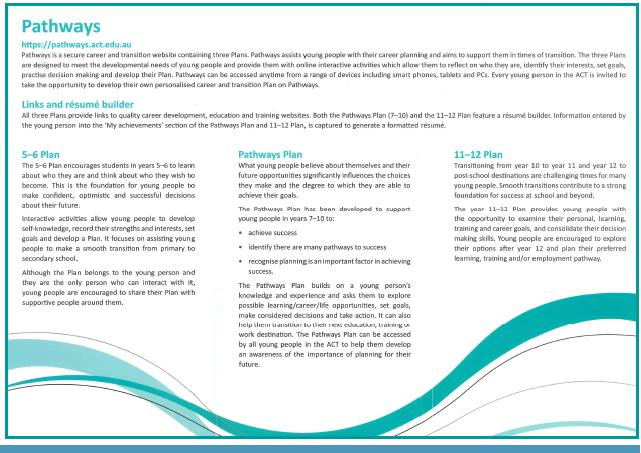 Pathways
https://pathways.act.edu.au
Pathways is a secure career and transition website containing three Plans. Pathways assists young people with their career planning and aims to support them in times of transition. The three Plans
are designed to meet the developmental needs of young people and provide them with online interactive activities which allow them to reflect on who they are, identify their interests, set goals,
practise decision making and develop their Plan. Pathways can be accessed anytime from a range of devices including smart phones, tablets and PCs. Every young person in the ACT is invited to
take the opportunity to develop their own personalised career and transition Plan on Pathways.
Links and résumé builder
All three Plans provide links to quality career development, education and training websites. Both the Pathways Plan (7–10) and the 11–12 Plan feature a résumé builder. Information entered by
the young person into the 'My achievements' section of the Pathways Plan and 11–12 Plan, is captured to generate a formatted résumé.
5–6 Plan
The 5–6 Plan encourages students in years 5–6 to learn
about who they are and think about who they wish to
become. This is the foundation for young people to
make confident, optimistic and successful decisions
about their future.
Interactive activities allow young people to develop
self-knowledge, record their strengths and interests, set
goals and develop a Plan. It focuses on assisting young
people to make a smooth transition from primary to
secondary school.
Although the Plan belongs to the young person and
they are the only person who can interact with it,
young people are encouraged to share their Plan with
supportive people around them.
Pathways Plan
What young people believe about themselves and their
future opportunities significantly influences the choices
they make and the degree to which they are able to
achieve their goals.
The Pathways Plan has been developed to support
young people in years 7–10 to:
• achieve success
• identify there are many pathways to success
• recognise planning is an important factor in achieving
success.
The Pathways Plan builds on a young person's
knowledge and experience and asks them to explore
possible learning/career/life opportunities, set goals,
make considered decisions and take action. It can also
help them transition to their next education, training or
work destination. The Pathways Plan can be accessed
by all young people in the ACT to help them develop
an awareness of the importance of planning for their
future.
11–12 Plan
Transitioning from year 10 to year 11 and year 12 to
post-school destinations are challenging times for many
young people. Smooth transitions contribute to a strong
foundation for success at school and beyond.
The year 11–12 Plan provides young people with
the opportunity to examine their personal, learning,
training and career goals, and consolidate their decision
making skills. Young people are encouraged to explore
their options after year 12 and plan their preferred
learning, training and/or employment pathway.